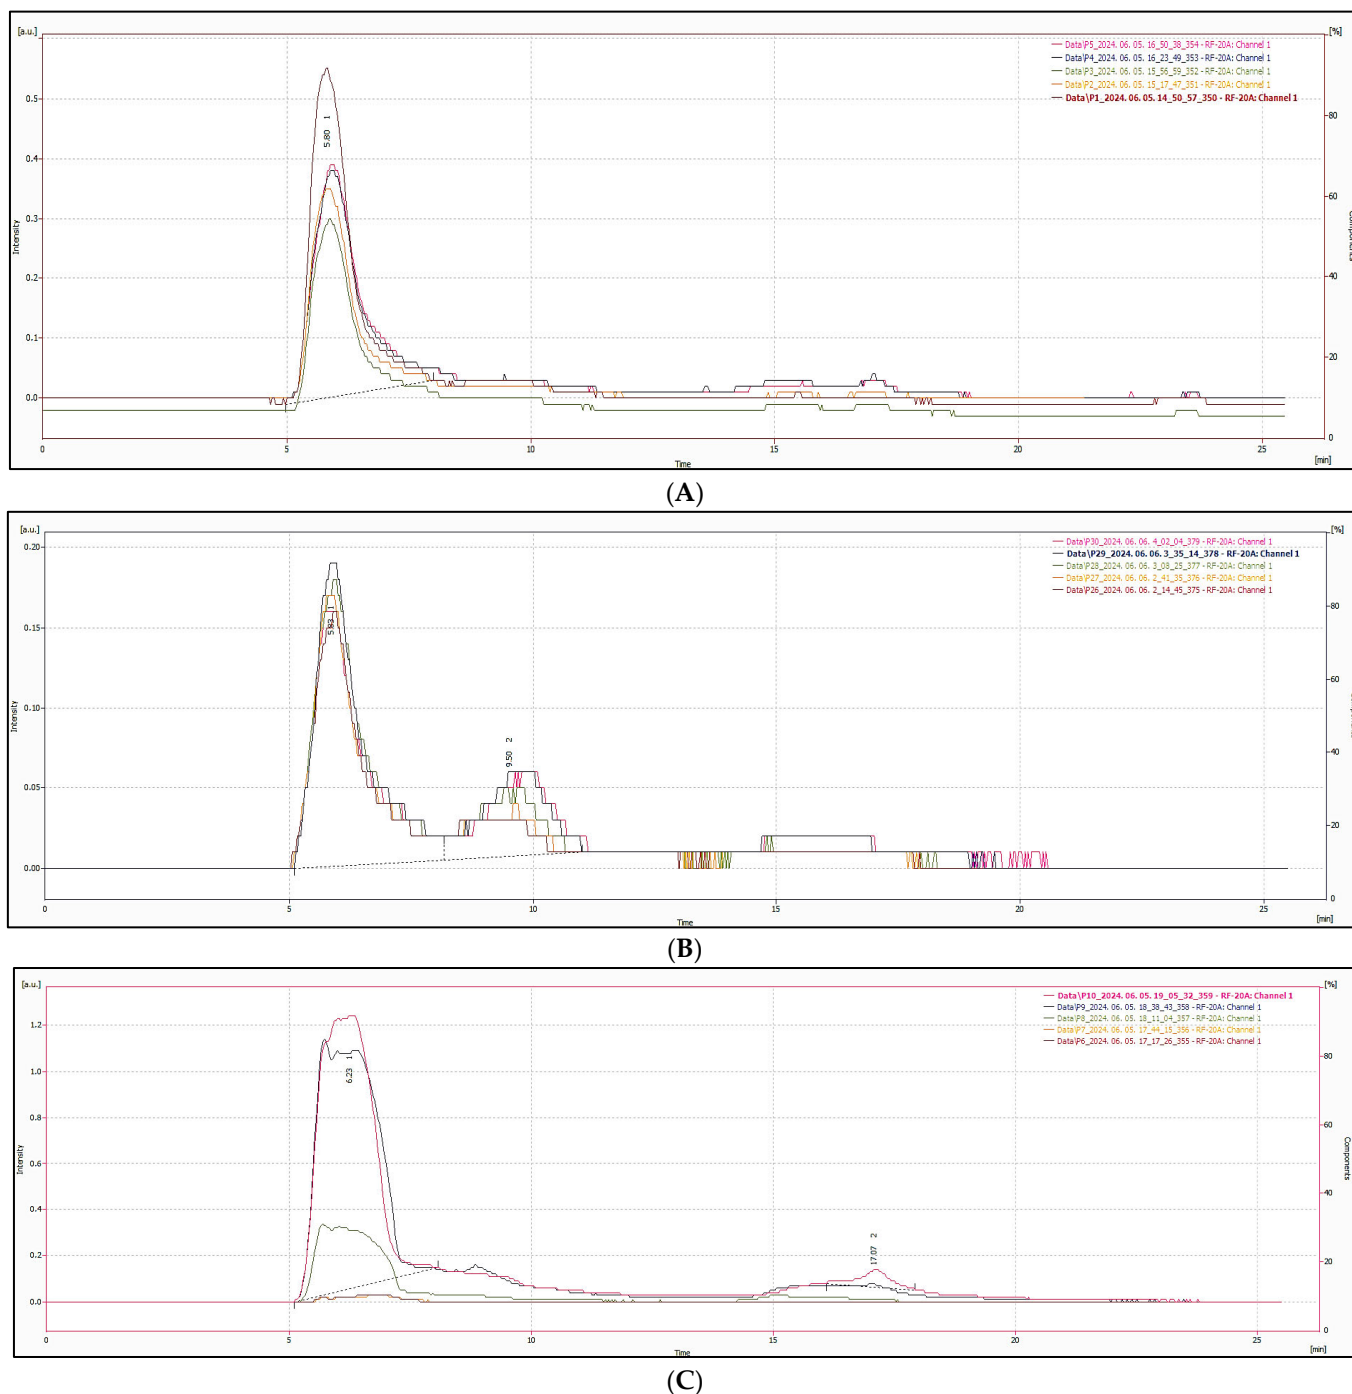 [a.u.]
[%]
Data\P5_2024. 06. 05. 16_50_38_354 - RF-20A: Channel 1
Data\P4_2024. 06. 05. 16_23_49_353 - RF-20A: Channel 1
Data\P3_2024. 06. 05. 15_56_59_352 - RF-20A: Channel 1
Data\P2_2024. 06. 05. 15_17_47_351 - RF-20A: Channel 1
Data\P1_2024. 06. 05. 14_50_57_350 - RF-20A: Channel 1
0.5
0.4
0.3
0.2
0.1
0.0
Intensity
5.80 1
80
60
40
20
0
0 5 10 15 20 25
Time
[min]
(A)
[a.u.]
[%]
Data\P30_2024. 06. 06. 4_02_04_379 - RF-20A: Channel 1
Data\P29_2024. 06. 06. 3_35_14_378 - RF-20A: Channel 1
Data\P28_2024. 06. 06. 3_08_25_377 - RF-20A: Channel 1
Data\P27_2024. 06. 06. 2_41_35_376 - RF-20A: Channel 1
Data\P26_2024. 06. 06. 2_14_45_375 - RF-20A: Channel 1
0.20
0.15
0.10
0.05
0.00
Intensity
5.83 1
9.50 2
80
60
40
20
0
0 5 10 15 20 25
Time
[min]
(B)
[a.u.]
[%]
Data\P10_2024. 06. 05. 19_05_32_359 - RF-20A: Channel 1
Data\P9_2024. 06. 05. 18_38_43_358 - RF-20A: Channel 1
Data\P8_2024. 06. 05. 18_11_04_357 - RF-20A: Channel 1
Data\P7_2024. 06. 05. 17_44_15_356 - RF-20A: Channel 1
Data\P6_2024. 06. 05. 17_17_26_355 - RF-20A: Channel 1
1.2
1.0
0.8
0.6
0.4
0.2
0.0
Intensity
6.23 1
17.07 2
80
60
40
20
0
Components
0 5 10 15 20 25
Time
[min]
(C)